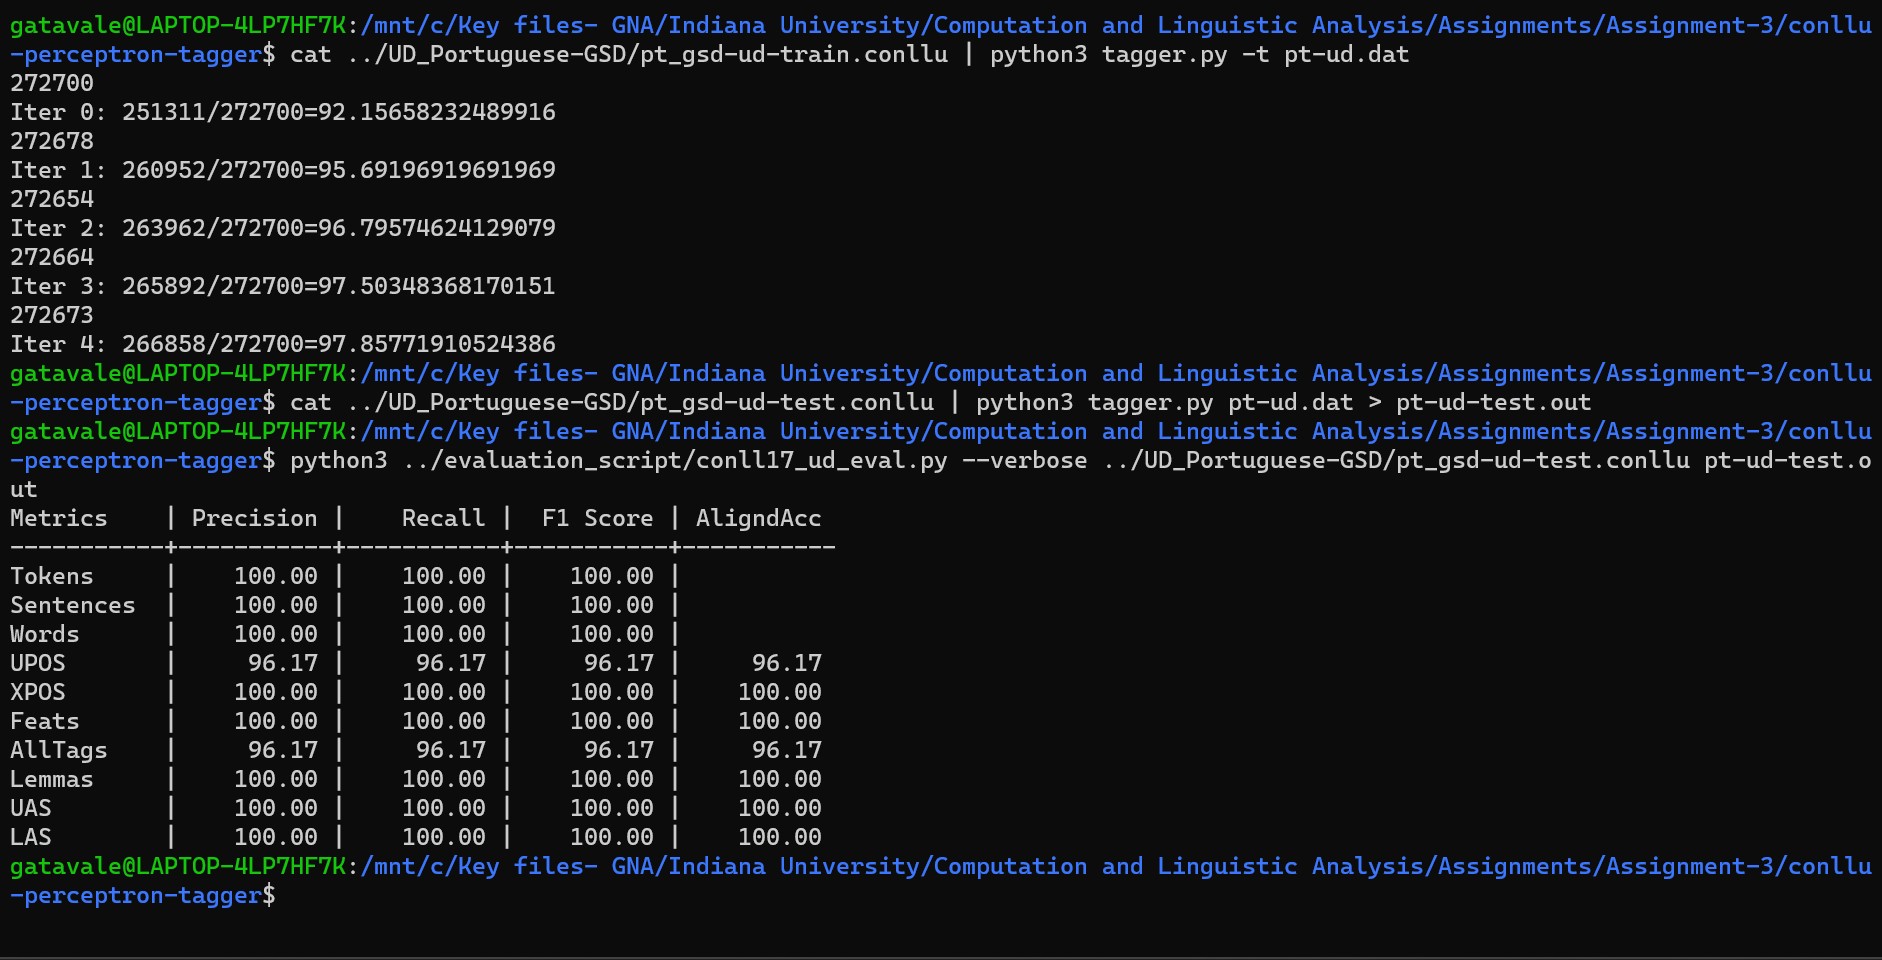 gatavale@LAPTOP-4LP7HF7K:/mnt/c/Key files- GNA/Indiana University/Computation and Linguistic Analysis/Assignments/Assignment-3/conllu
-perceptron-tagger$ cat ../UD_Portuguese-GSD/pt_gsd-ud-train.conllu | python3 tagger.py -t pt-ud.dat
272700
Iter 0: 251311/272700=92.15658232489916
272678
Iter 1: 260952/272700=95.69196919691969
272654
Iter 2: 263962/272700=96.79574624129079
272664
Iter 3: 265892/272700=97.50348368170151
272673
Iter 4: 266858/272700=97.85771910524386
gatavale@LAPTOP-4LP7HF7K:/mnt/c/Key files- GNA/Indiana University/Computation and Linguistic Analysis/Assignments/Assignment-3/conllu
-perceptron-tagger$ cat ../UD_Portuguese-GSD/pt_gsd-ud-test.conllu | python3 tagger.py pt-ud.dat > pt-ud-test.out
gatavale@LAPTOP-4LP7HF7K:/mnt/c/Key files- GNA/Indiana University/Computation and Linguistic Analysis/Assignments/Assignment-3/conllu
-perceptron-tagger$ python3 ../evaluation_script/conll17_ud_eval.py --verbose ../UD_Portuguese-GSD/pt_gsd-ud-test.conllu pt-ud-test.o
ut
Metrics    | Precision |    Recall |  F1 Score | AligndAcc
-----------+-----------+-----------+-----------+-----------
Tokens     |    100.00 |    100.00 |    100.00 |
Sentences  |    100.00 |    100.00 |    100.00 |
Words      |    100.00 |    100.00 |    100.00 |
UPOS       |     96.17 |     96.17 |     96.17 |     96.17
XPOS       |    100.00 |    100.00 |    100.00 |    100.00
Feats      |    100.00 |    100.00 |    100.00 |    100.00
AllTags    |     96.17 |     96.17 |     96.17 |     96.17
Lemmas     |    100.00 |    100.00 |    100.00 |    100.00
UAS        |    100.00 |    100.00 |    100.00 |    100.00
LAS        |    100.00 |    100.00 |    100.00 |    100.00
gatavale@LAPTOP-4LP7HF7K:/mnt/c/Key files- GNA/Indiana University/Computation and Linguistic Analysis/Assignments/Assignment-3/conllu
-perceptron-tagger$